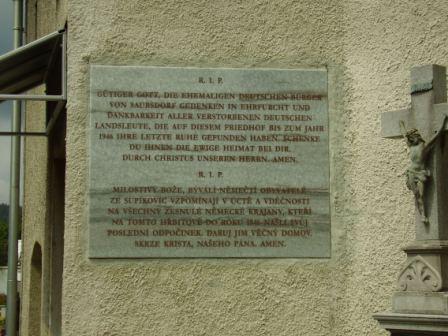 R. I. P.
GÜTIGER GOTT, DIE EHEMALIGEN DEUTSCHEN BÜRGER
VON SAUBSDORF GEDENKEN IN EHRFURCHT UND
DANKBARKEIT ALLER VERSTORBENEN DEUTSCHEN
LANDSLEUTE, DIE AUF DIESEM FRIEDHOF BIS ZUM JAHR
1946 IHRE LETZTE RUHE GEFUNDEN HABEN. SCHENKE
DU IHNEN DIE EWIGE HEIMAT BEI DIR.
DURCH CHRISTUS UNSEREN HERRN. AMEN.
R. I. P.
MILOSTIVÝ BOŽE, BÝVALÍ NĚMEČTÍ OBYVATELÉ
ZE SUPÍKOVIC VZPOMÍNAJÍ V ÚCTĚ A VDĚČNOSTI
NA VŠECHNY ZESNULÉ NĚMECKÉ KRAJANY, KTEŘÍ
NA TOMTO HŘBITOVĚ DO ROKU 1946 NAŠLI SVŮJ
POSLEDNÍ ODPOČINEK. DARUJ JIM VĚČNÝ DOMOV.
SKRZE KRISTA, NAŠEHO PÁNA. AMEN.